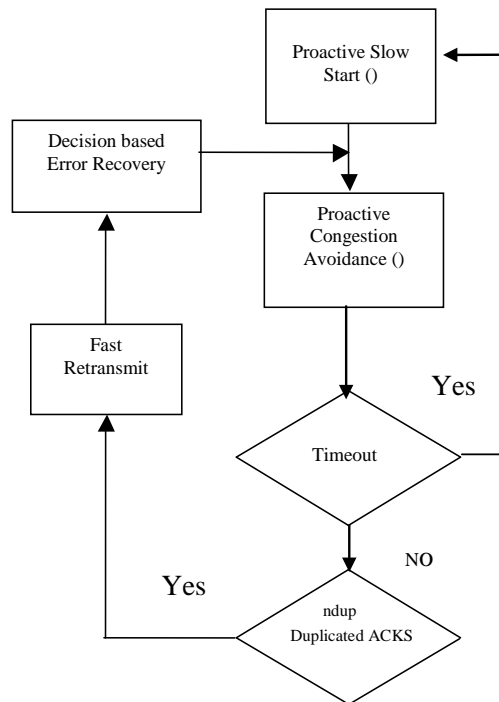 Proactive Slow
Start ()
Decision based
Error Recovery
Proactive
Congestion
Avoidance ()
Fast
Retransmit
Yes
Timeout
NO
Yes
ndup
Duplicated ACKS